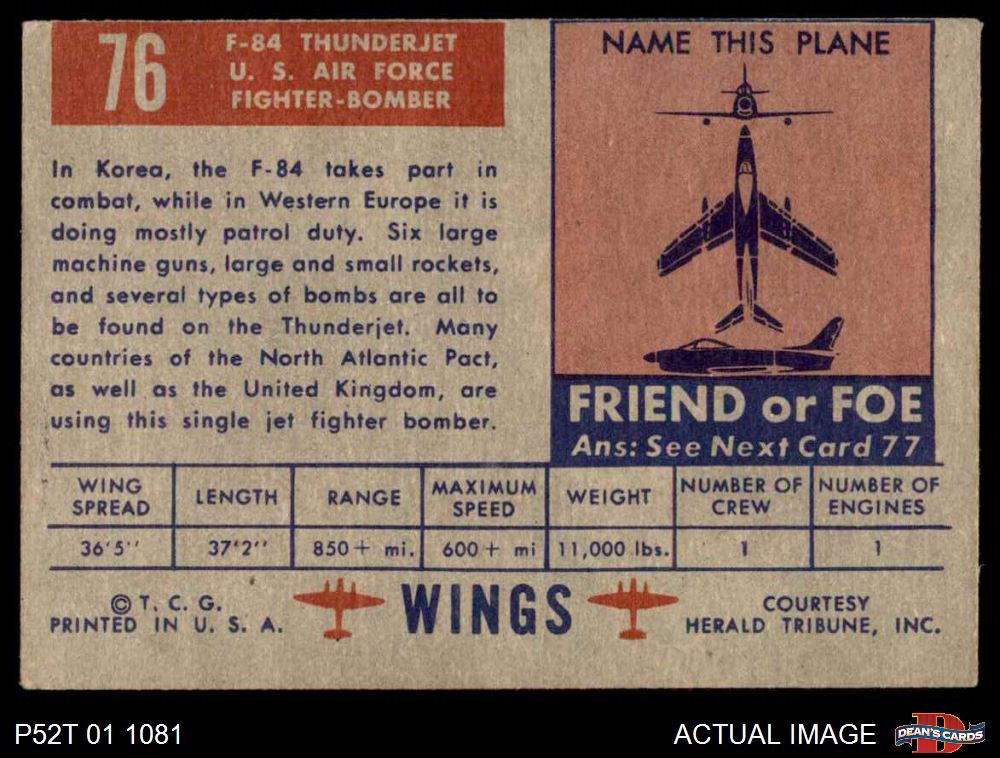 76
F-84 THUNDERJET
U. S. AIR FORCE
FIGHTER-BOMBER
In Korea, the F-84 takes part in
combat, while in Western Europe it is
doing mostly patrol duty. Six large
machine guns, large and small rockets,
and several types of bombs are all to
be found on the Thunderjet. Many
countries of the North Atlantic Pact,
as well as the United Kingdom, are
using this single jet fighter bomber.
NAME THIS PLANE
FRIEND or FOE
Ans: See Next Card 77
WING SPREAD
LENGTH
RANGE
MAXIMUM SPEED
WEIGHT
NUMBER OF CREW
NUMBER OF ENGINES
36'5''
37'2''
850+ mi.
600+ mi
11,000 lbs.
1
1
© T. C. G.
PRINTED IN U. S. A.
WINGS
COURTESY
HERALD TRIBUNE, INC.
P52T 01 1081
ACTUAL IMAGE
D
DEAN'S CARDS